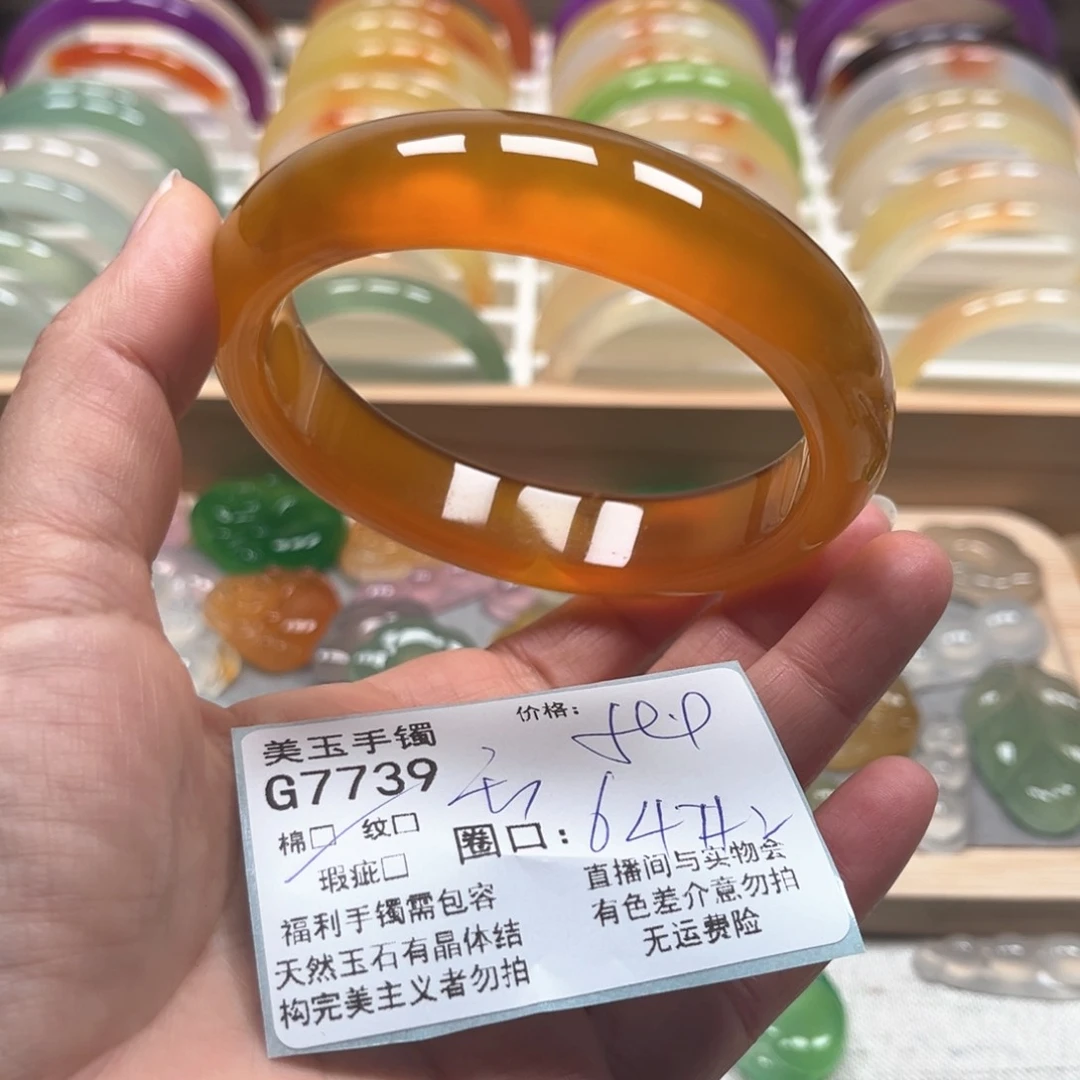 美玉手镯 价格:
G7739
棉□ 纹□ 圈口:64
瑕疵□
福利手镯需包容
天然玉石有晶体结
构完美主义者勿拍
直播间与实物会
有色差介意勿拍
无运费险